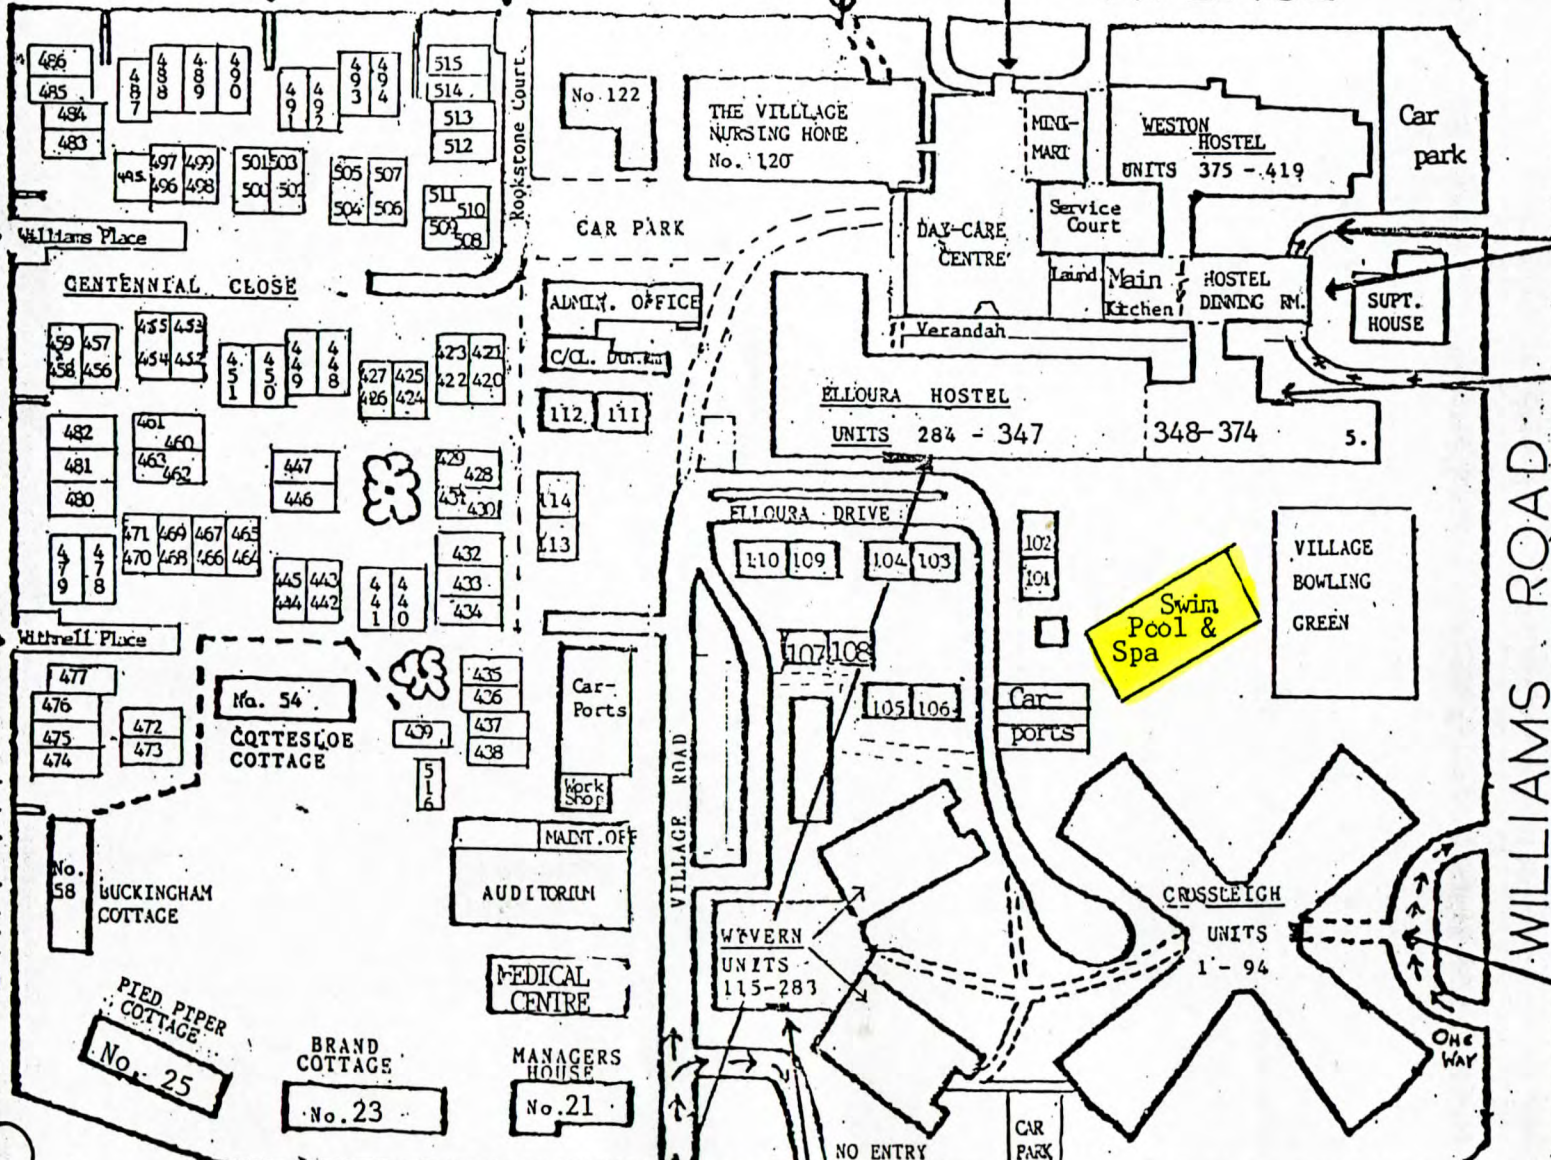 486
485
484
483
487
488
489
490
491
492
493
494
515
514
513
512
495
497 499
496 498
501 503
500
505 507
504 506
511
510
509
508
Rookstone Court
Williams Place
CENTENNIAL CLOSE
No 122
CAR PARK
THE VILLLAGE
NURSING HOME
No. 120
MINI-
MART
WESTON
HOSTEL
UNITS 375 - 419
Car
park
Service
Court
DAY-CARE
CENTRE
Laund
Main
Kitchen
HOSTEL
DINNING RM.
SUPT.
HOUSE
Verandah
ADMIN. OFFICE
C/CL.
112 111
459 457
458 456
455 453
454 452
451
450
449
448
427 425
426 424
423 421
422 420
ELLOURA HOSTEL
UNITS 284 - 347
348-374
5.
482
481
480
461
460
463
462
447
446
429
428
431
430
114
113
ELLOURA DRIVE
471 469 467 465
470 468 466 464
479
478
445 443
444 442
441
440
432
433
434
110 109
104 103
102
101
Swim
Pool &
Spa
VILLAGE
BOWLING
GREEN
WILLIAMS ROAD
Withnell Place
477
476
475
474
472
473
No. 54
COTTESLOE
COTTAGE
439
435
436
437
438
516
Car-
Ports
Work
Shop
107 108
105 106
Car-
ports
VILLAGE ROAD
MAINT.OFF
AUDITORIUM
No.
58
BUCKINGHAM
COTTAGE
WYVERN
UNITS
115-283
CROSSLEIGH
UNITS
1 - 94
MEDICAL
CENTRE
PIED PIPER
COTTAGE
No. 25
BRAND
COTTAGE
No.23
MANAGERS
HOUSE
No.21
ONE
WAY
NO ENTRY
CAR
PARK